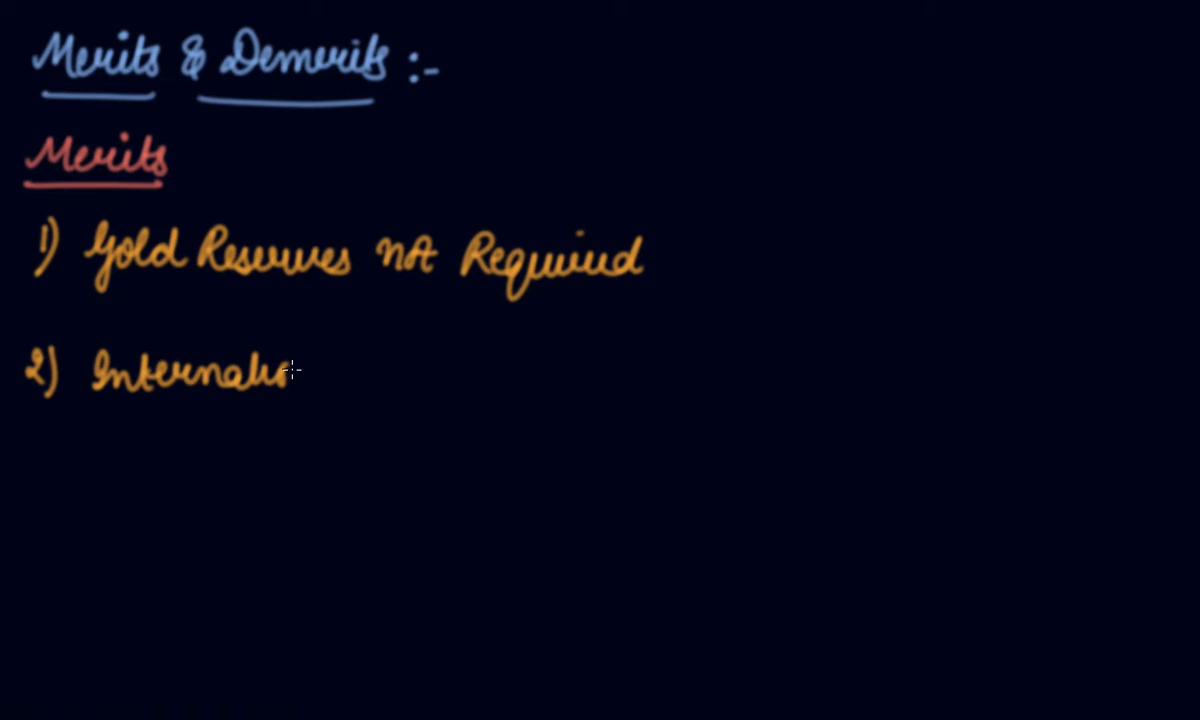 Merits & Demerits :-
Merits
1) Gold Reserves not Required
2) Internatio